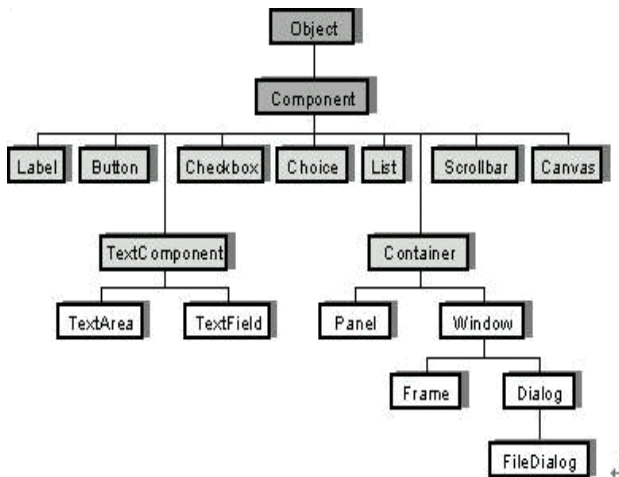 Object
Component
Label Button Checkbox Choice List Scrollbar Canvas
TextComponent Container
TextArea TextField Panel Window
Frame Dialog
FileDialog